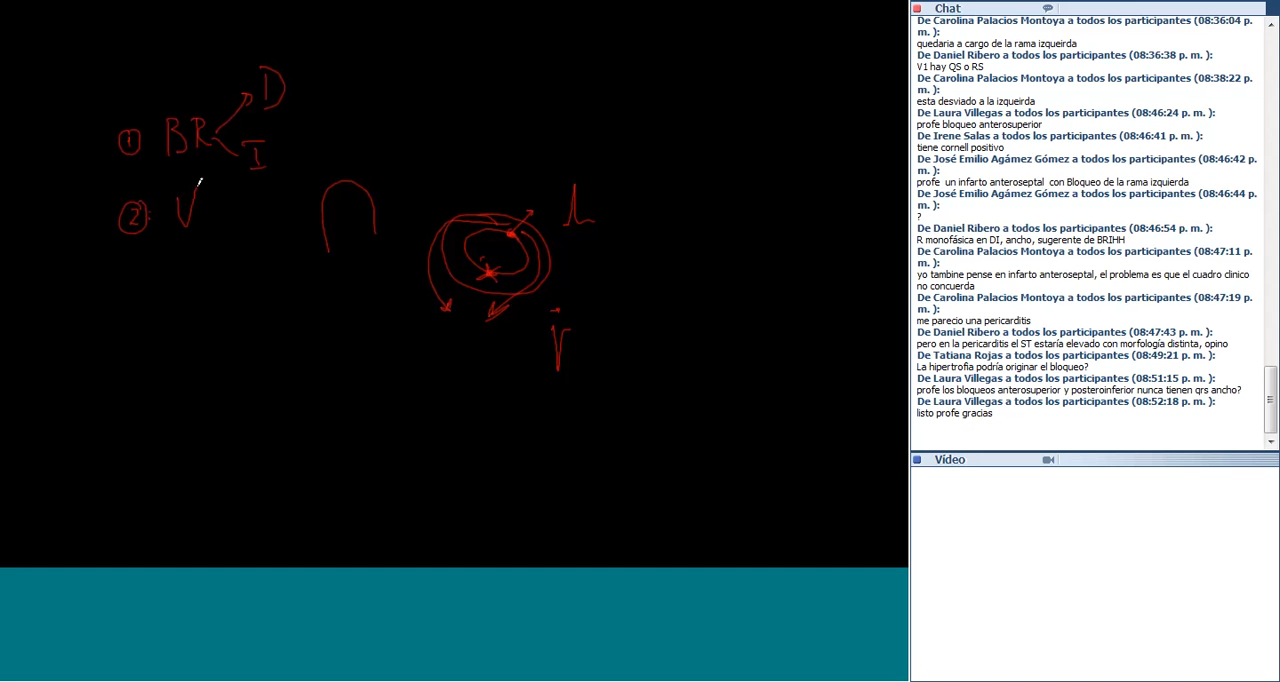 D
① BR
I
②: V
Chat
De Carolina Palacios Montoya a todos los participantes (08:36:04 p.
m. ):
quedaria a cargo de la rama izqueirda
De Daniel Ribero a todos los participantes (08:36:38 p. m. ):
V1 hay QS o RS
De Carolina Palacios Montoya a todos los participantes (08:38:22 p.
m. ):
esta desviado a la izqueirda
De Laura Villegas a todos los participantes (08:46:24 p. m. ):
profe bloqueo anterosuperior
De Irene Salas a todos los participantes (08:46:41 p. m. ):
tiene cornell positivo
De José Emilio Agámez Gómez a todos los participantes (08:46:42 p.
m. ):
profe un infarto anteroseptal con Bloqueo de la rama izquierda
De José Emilio Agámez Gómez a todos los participantes (08:46:44 p.
m. ):
?
De Daniel Ribero a todos los participantes (08:46:54 p. m. ):
R monofásica en DI, ancho, sugerente de BRIHH
De Carolina Palacios Montoya a todos los participantes (08:47:11 p.
m. ):
yo tambine pense en infarto anteroseptal, el problema es que el cuadro clinico
no concuerda
De Carolina Palacios Montoya a todos los participantes (08:47:19 p.
m. ):
me parecio una pericarditis
De Daniel Ribero a todos los participantes (08:47:43 p. m. ):
pero en la pericarditis el ST estaría elevado con morfología distinta, opino
De Tatiana Rojas a todos los participantes (08:49:21 p. m. ):
La hipertrofia podría originar el bloqueo?
De Laura Villegas a todos los participantes (08:51:15 p. m. ):
profe los bloqueos anterosuperior y posteroinferior nunca tienen qrs ancho?
De Laura Villegas a todos los participantes (08:52:18 p. m. ):
listo profe gracias
Vídeo